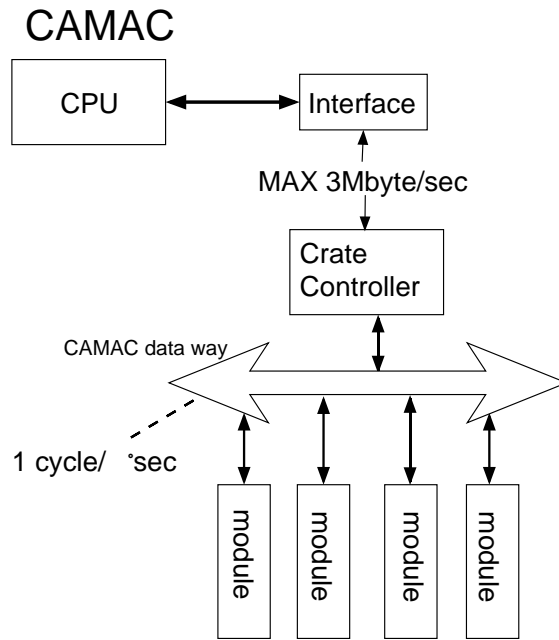 CAMAC
CPU
Interface
MAX 3Mbyte/sec
Crate
Controller
CAMAC data way
1 cycle/ °sec
module
module
module
module